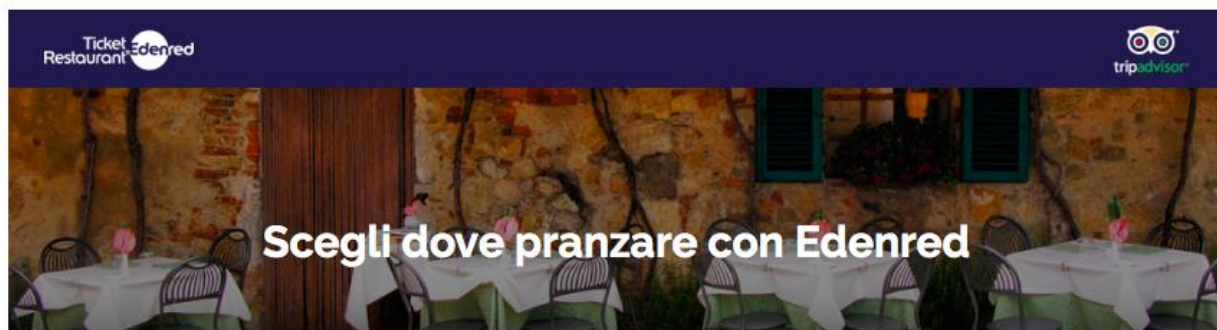 Ticket
Restaurant® Edenred
tripadvisor®
Scegli dove pranzare con Edenred